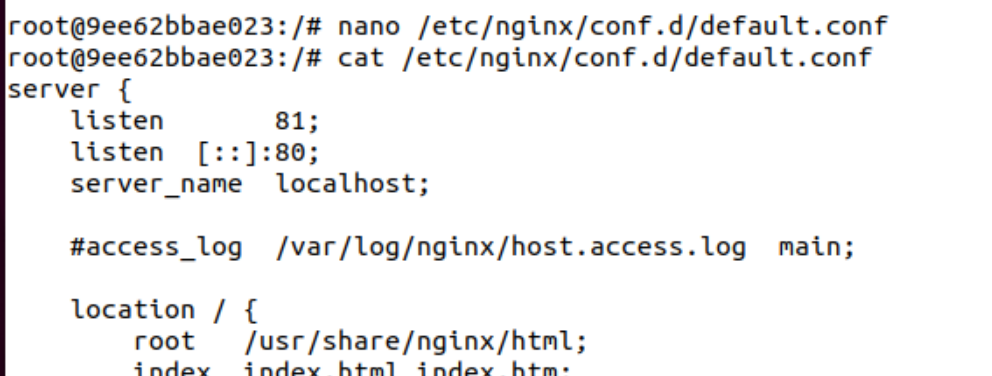 root@9ee62bbae023:/# nano /etc/nginx/conf.d/default.conf
root@9ee62bbae023:/# cat /etc/nginx/conf.d/default.conf
server {
    listen       81;
    listen  [::]:80;
    server_name  localhost;

    #access_log  /var/log/nginx/host.access.log  main;

    location / {
        root   /usr/share/nginx/html;
        index  index.html index.htm;